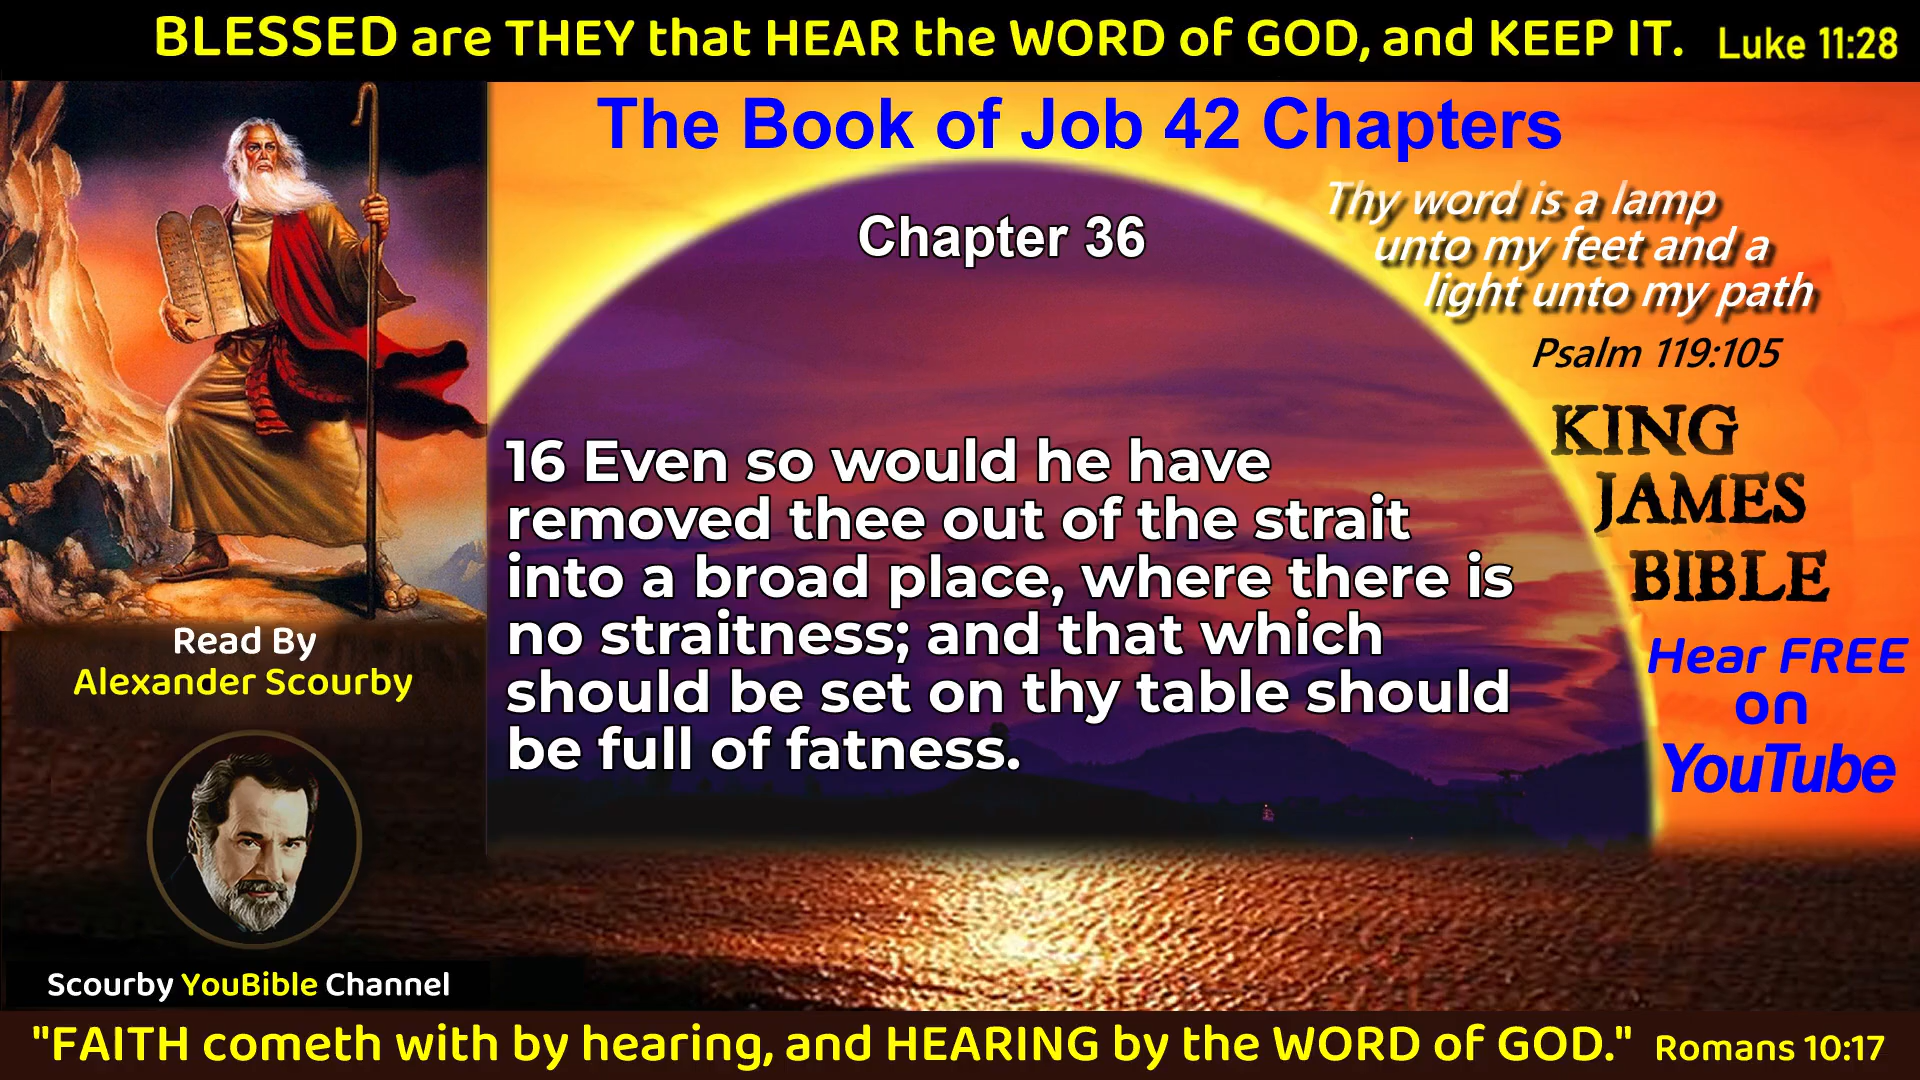 BLESSED are THEY that HEAR the WORD of GOD, and KEEP IT. Luke 11:28
The Book of Job 42 Chapters
Chapter 36
Thy word is a lamp
unto my feet and a
light unto my path
Psalm 119:105
KING
JAMES
BIBLE
Hear FREE
on
YouTube
16 Even so would he have
removed thee out of the strait
into a broad place, where there is
no straitness; and that which
should be set on thy table should
be full of fatness.
Read By
Alexander Scourby
Scourby YouBible Channel
"FAITH cometh with by hearing, and HEARING by the WORD of GOD." Romans 10:17